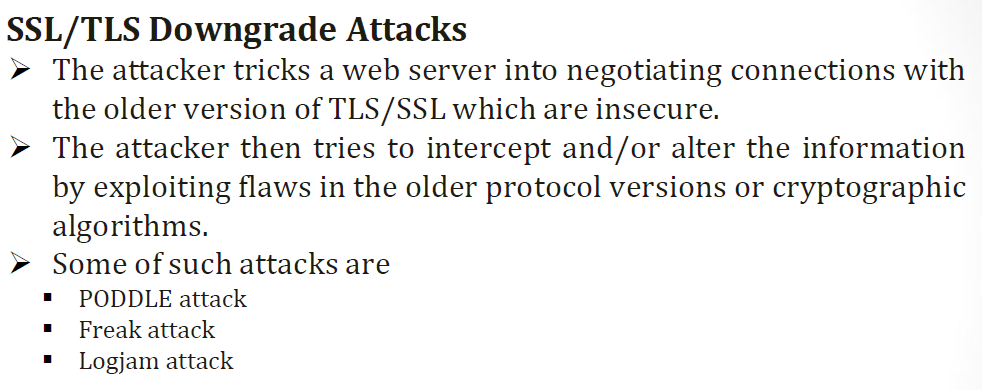 SSL/TLS Downgrade Attacks
➢ The attacker tricks a web server into negotiating connections with
the older version of TLS/SSL which are insecure.
➢ The attacker then tries to intercept and/or alter the information
by exploiting flaws in the older protocol versions or cryptographic
algorithms.
➢ Some of such attacks are
▪ PODDLE attack
▪ Freak attack
▪ Logjam attack